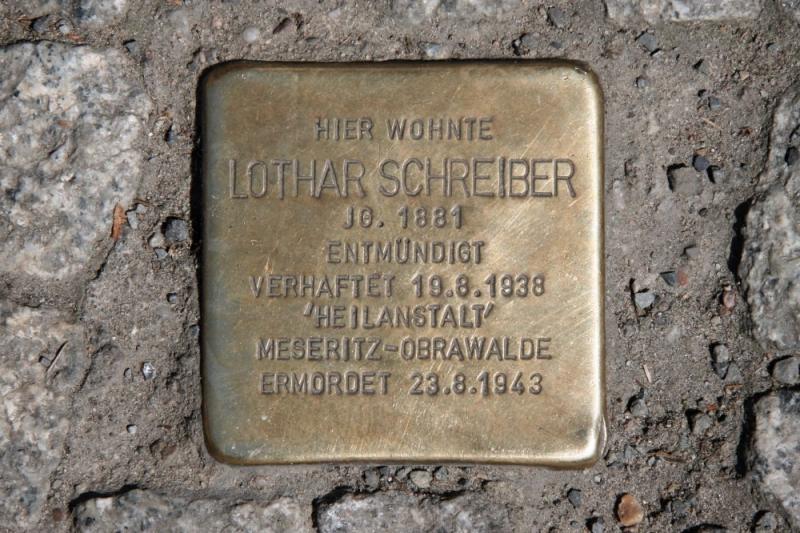 HIER WOHNTE
LOTHAR SCHREIBER
JG. 1881
ENTMÜNDIGT
VERHAFTET 19.8.1938
'HEILANSTALT'
MESERITZ-OBRAWALDE
ERMORDET 23.8.1943